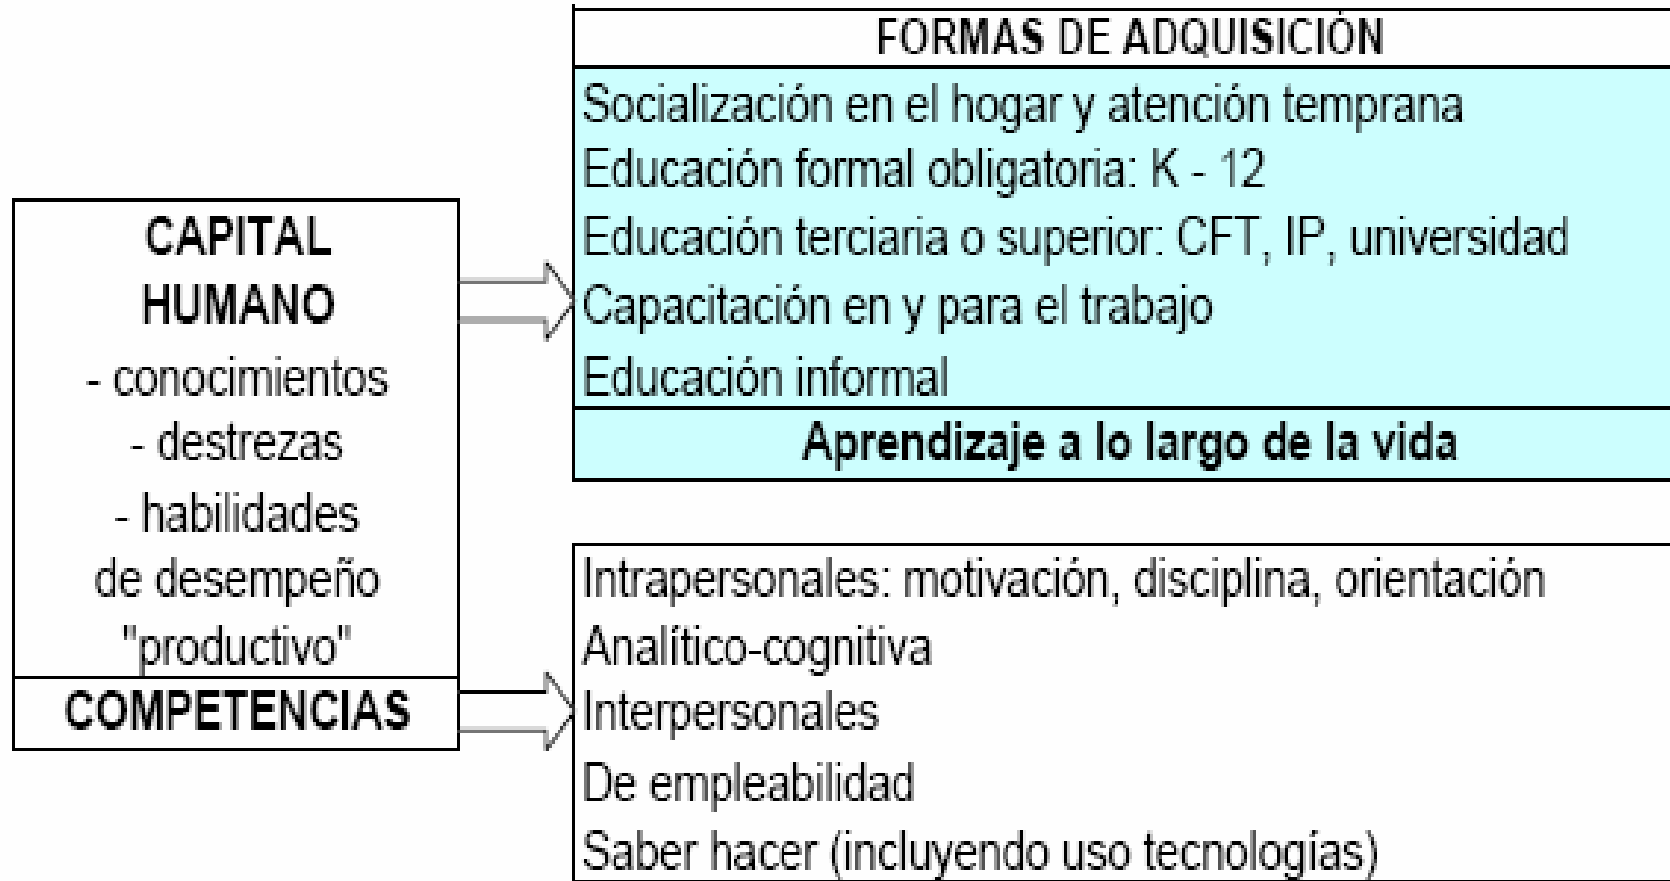 CAPITAL
HUMANO
- conocimientos
- destrezas
- habilidades
de desempeño
"productivo"
COMPETENCIAS
FORMAS DE ADQUISICIÓN
Socialización en el hogar y atención temprana
Educación formal obligatoria: K - 12
Educación terciaria o superior: CFT, IP, universidad
Capacitación en y para el trabajo
Educación informal
Aprendizaje a lo largo de la vida
Intrapersonales: motivación, disciplina, orientación
Analítico-cognitiva
Interpersonales
De empleabilidad
Saber hacer (incluyendo uso tecnologías)